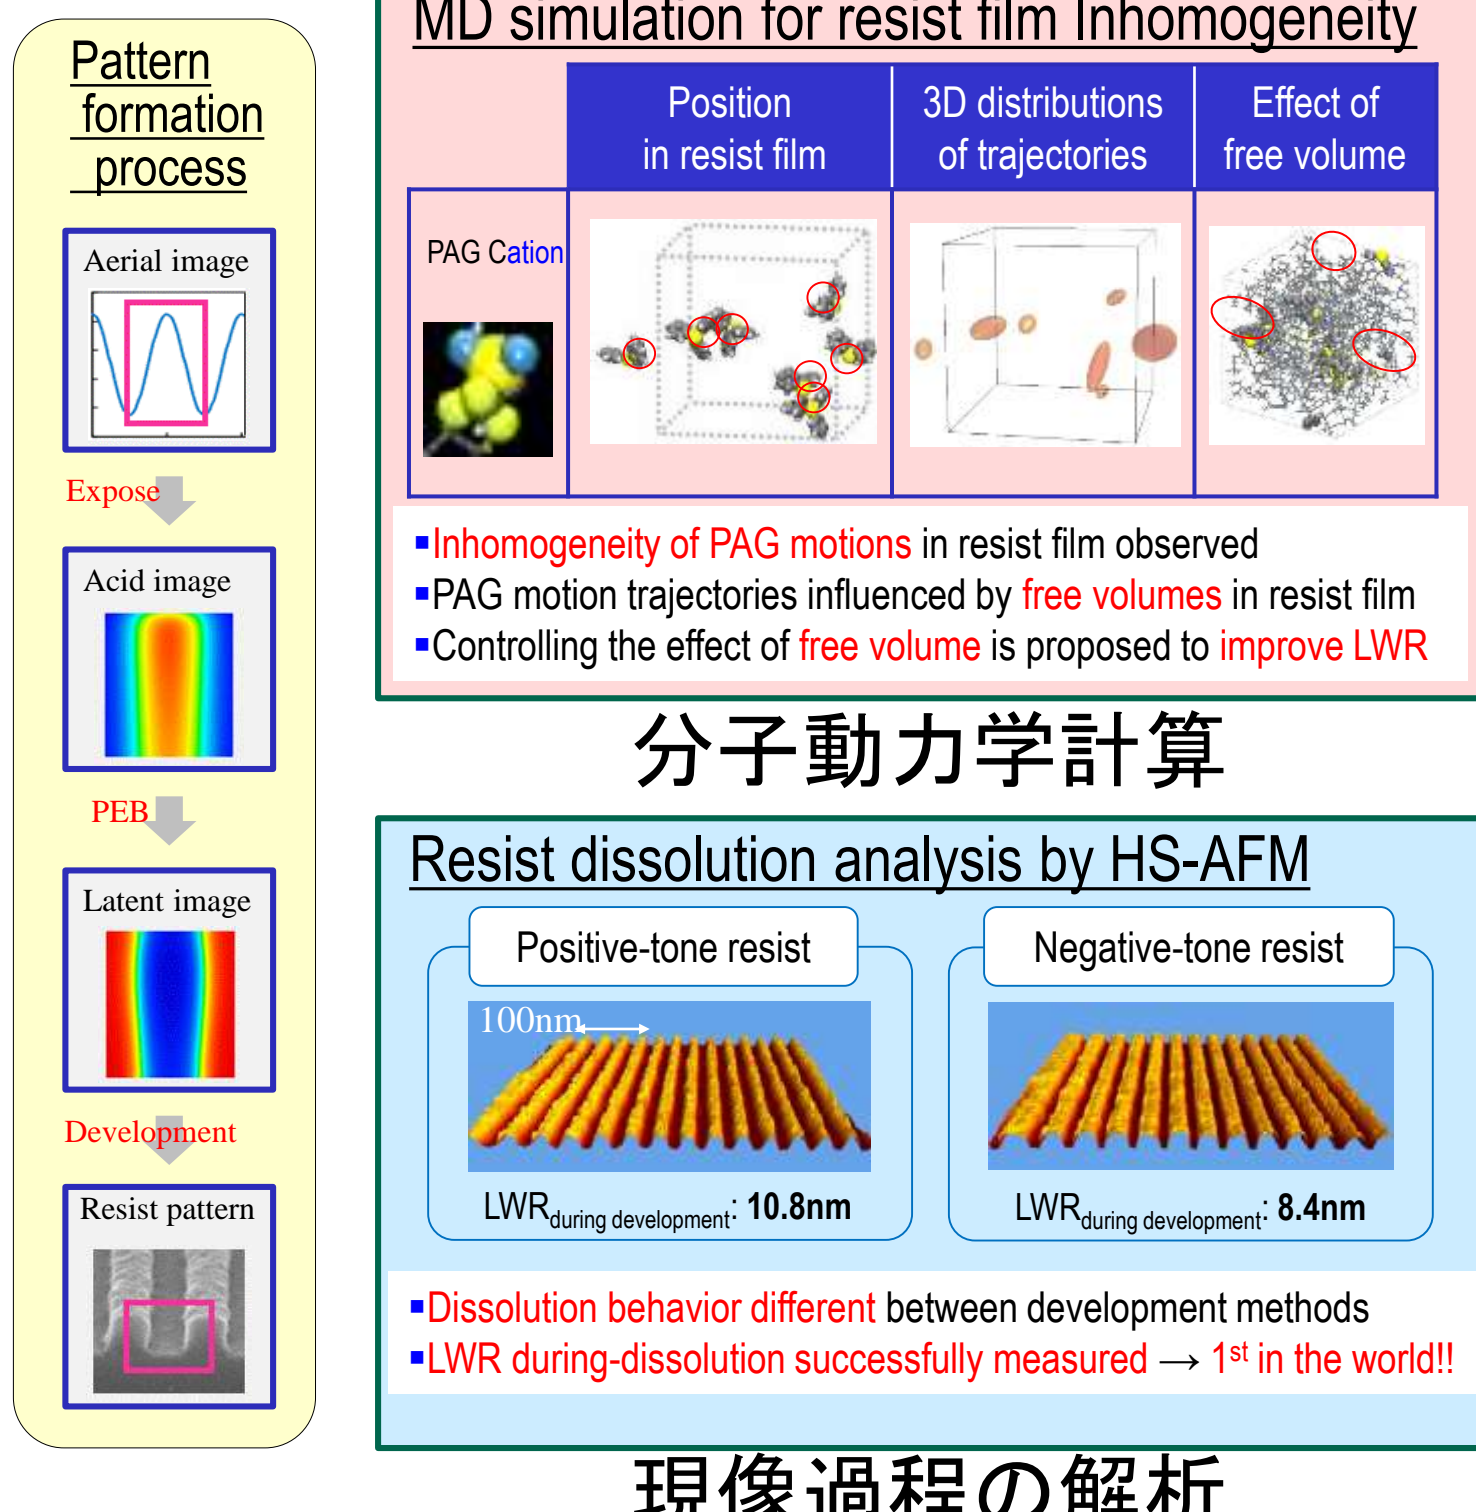 Pattern
formation
process
Aerial image
Expose
Acid image
PEB
Latent image
Development
Resist pattern
MD simulation for resist film Inhomogeneity
Position
in resist film
3D distributions
of trajectories
Effect of
free volume
PAG Cation
▪Inhomogeneity of PAG motions in resist film observed
▪PAG motion trajectories influenced by free volumes in resist film
▪Controlling the effect of free volume is proposed to improve LWR
分子動力学計算
Resist dissolution analysis by HS-AFM
Positive-tone resist
100nm
LWRduring development: 10.8nm
Negative-tone resist
LWRduring development: 8.4nm
▪Dissolution behavior different between development methods
▪LWR during-dissolution successfully measured → 1st in the world!!
現像過程の解析